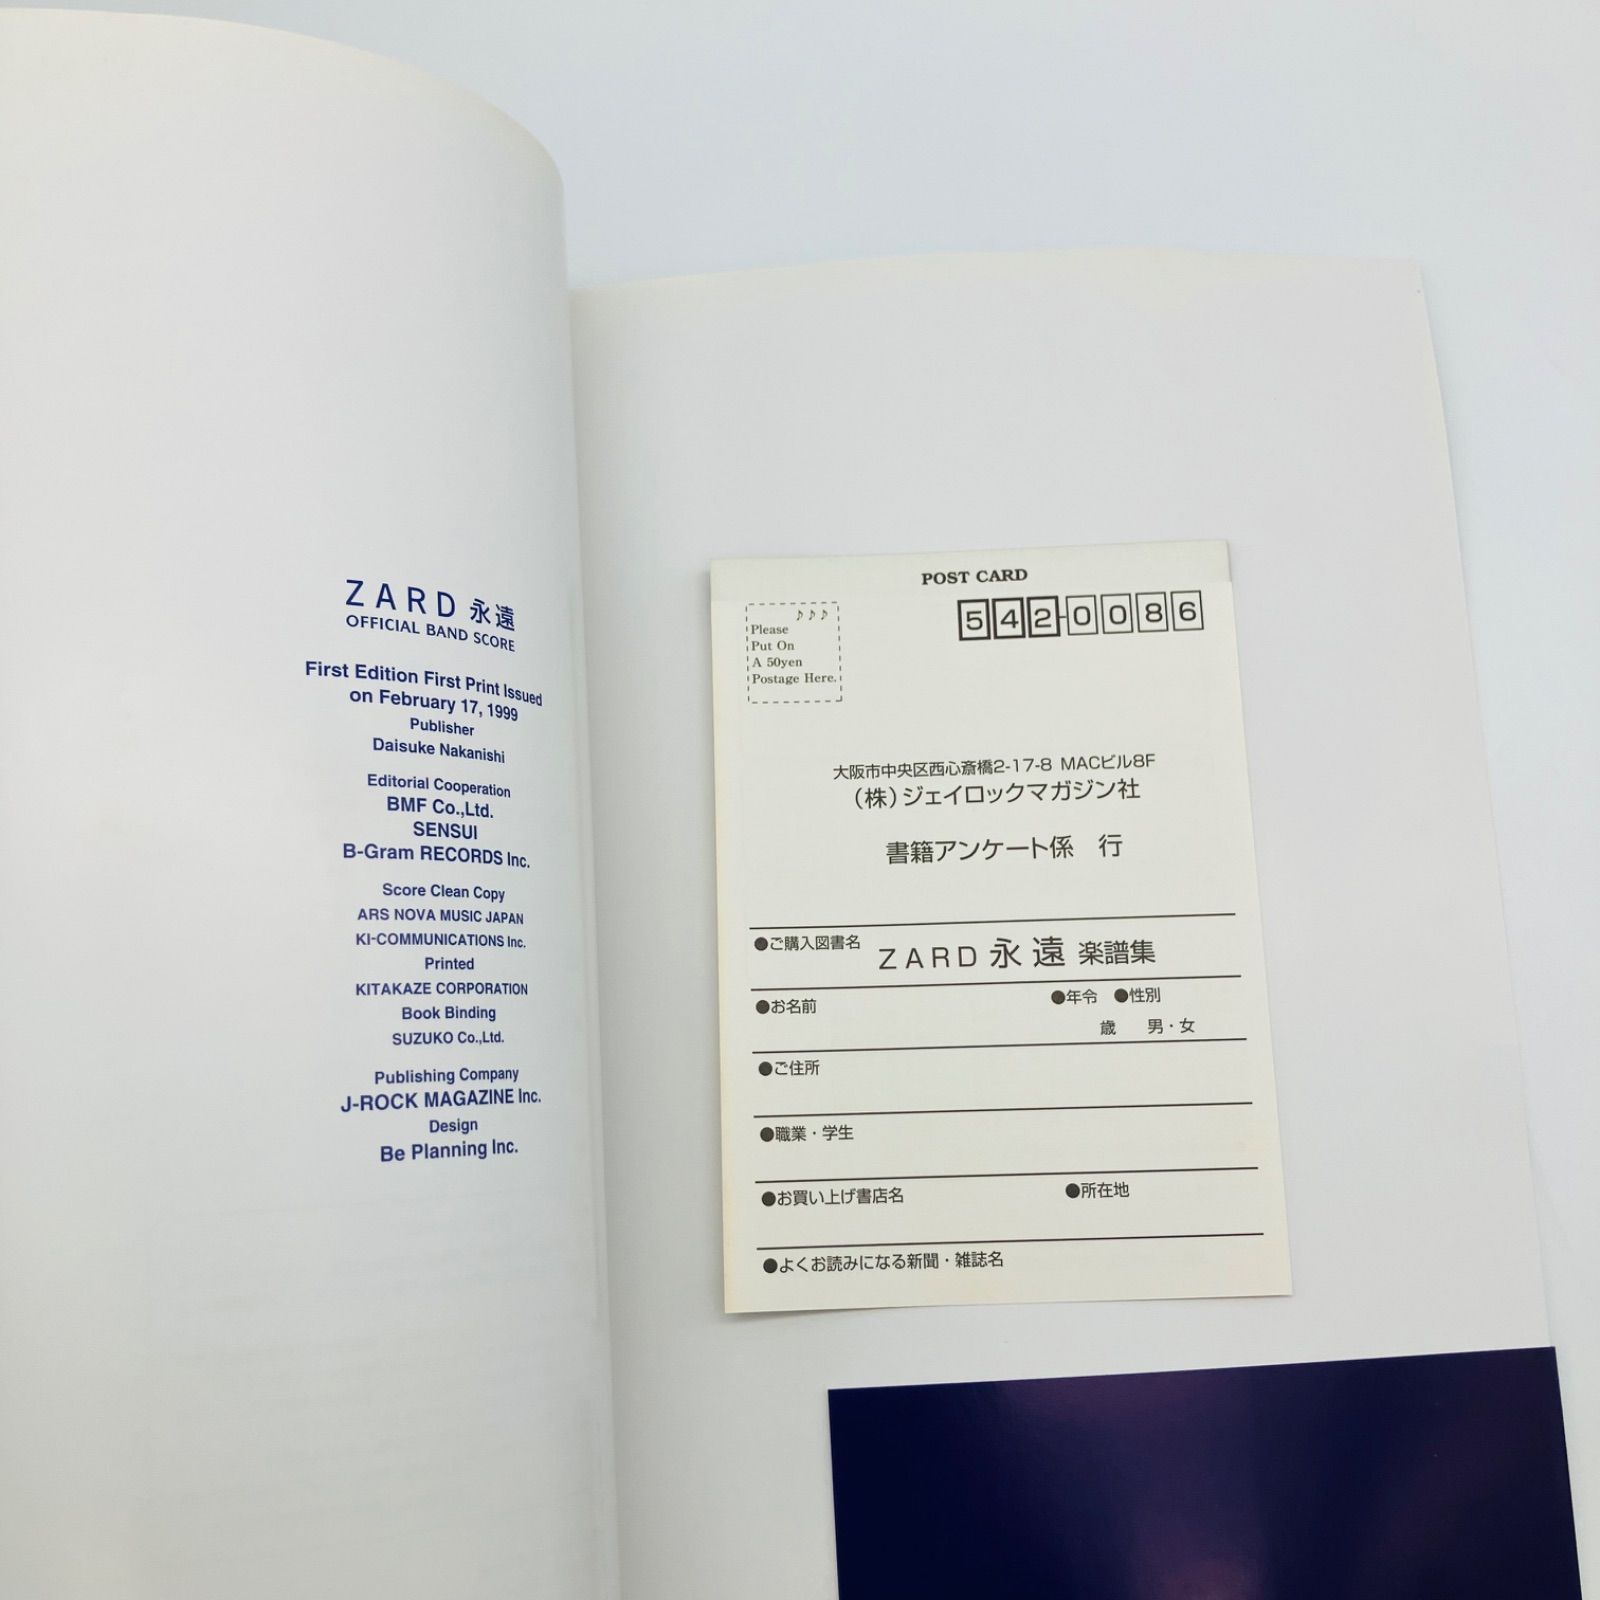 ZARD 永遠
OFFICIAL BAND SCORE
First Edition First Print Issued
on February 17, 1999
Publisher
Daisuke Nakanishi
Editorial Cooperation
BMF Co.,Ltd.
SENSUI
B-Gram RECORDS Inc.
Score Clean Copy
ARS NOVA MUSIC JAPAN
KI-COMMUNICATIONS Inc.
Printed
KITAKAZE CORPORATION
Book Binding
SUZUKO Co.,Ltd.
Publishing Company
J-ROCK MAGAZINE Inc.
Design
Be Planning Inc.
POST CARD
542-0086
♪♪♪
Please
Put On
A 50yen
Postage Here.
大阪市中央区西心斎橋2-17-8 MACビル8F
(株)ジェイロックマガジン社
書籍アンケート係 行
●ご購入図書名 ZARD 永遠 楽譜集
●お名前 ●年令 ●性別
歳 男・女
●ご住所
●職業・学生
●お買い上げ書店名 ●所在地
●よくお読みになる新聞・雑誌名